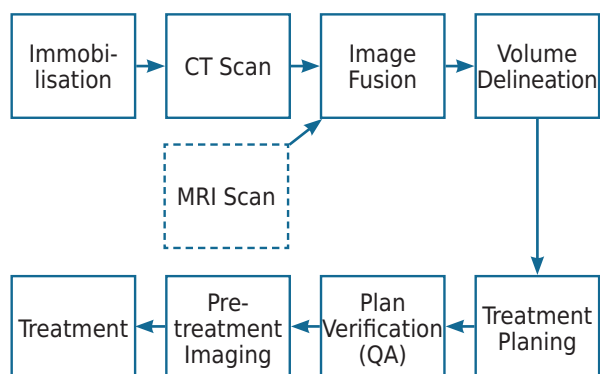 Immobi-
lisation
CT Scan
Image
Fusion
Volume
Delineation
MRI Scan
Treatment
Pre-
treatment
Imaging
Plan
Verification
(QA)
Treatment
Planing